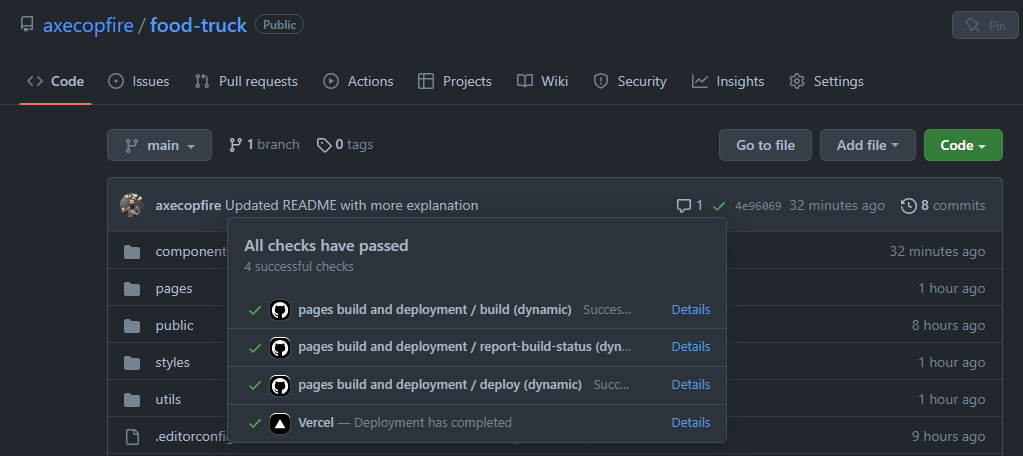 axecopfire / food-truck Public Pin
Code Issues Pull requests Actions Projects Wiki Security Insights Settings
main 1 branch 0 tags Go to file Add file Code
axecopfire Updated README with more explanation 1 4e96069 32 minutes ago 8 commits
All checks have passed
4 successful checks
component 32 minutes ago
pages 1 hour ago
public 8 hours ago
styles 1 hour ago
utils 1 hour ago
.editorconfig 9 hours ago
pages build and deployment / build (dynamic) Succes... Details
pages build and deployment / report-build-status (dyn... Details
pages build and deployment / deploy (dynamic) Succ... Details
Vercel — Deployment has completed Details